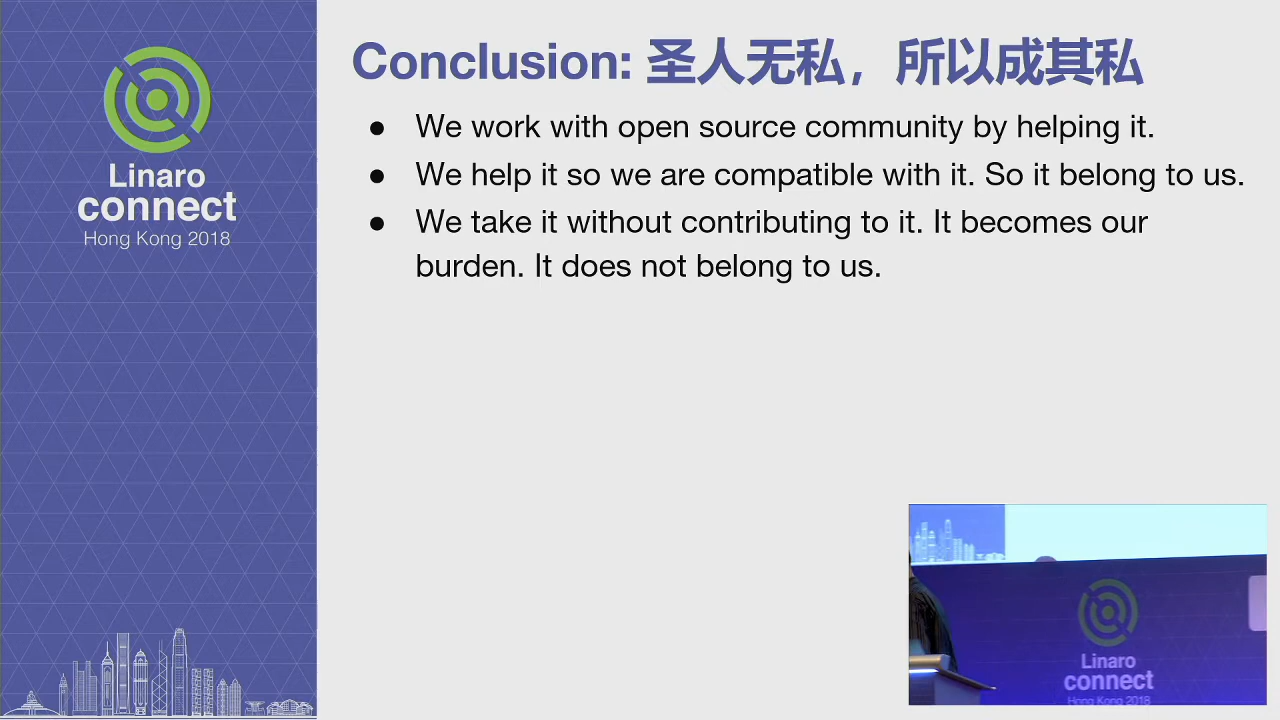 Linaro
connect
Hong Kong 2018
Conclusion: 圣人无私，所以成其私
● We work with open source community by helping it.
● We help it so we are compatible with it. So it belong to us.
● We take it without contributing to it. It becomes our
burden. It does not belong to us.
Linaro
connect
Hong Kong 2018